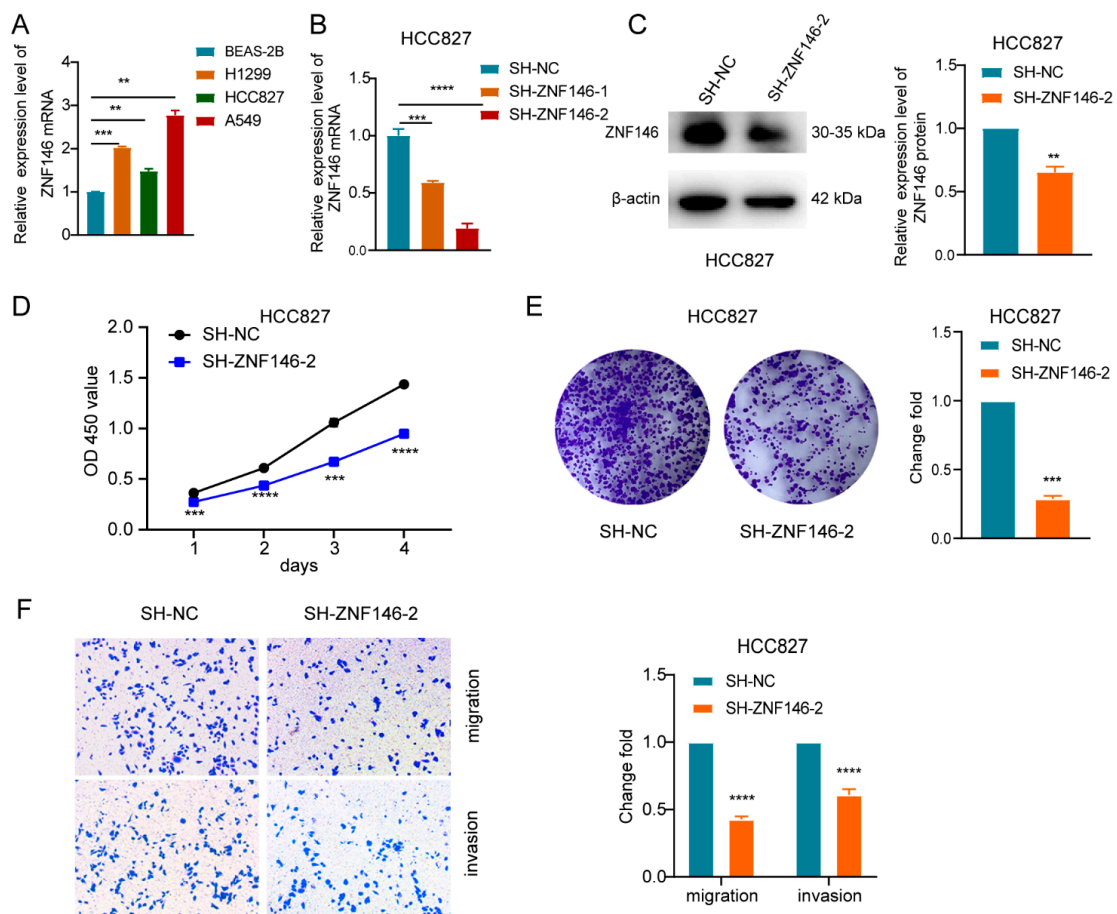 A
Relative expression level of
ZNF146 mRNA
4
3
2
1
0
**
**
***
BEAS-2B
H1299
HCC827
A549
B
HCC827
Relative expression level of
ZNF146 mRNA
1.5
1.0
0.5
0.0
****
***
SH-NC
SH-ZNF146-1
SH-ZNF146-2
C
SH-NC
SH-ZNF146-2
ZNF146
30-35 kDa
β-actin
42 kDa
HCC827
HCC827
Relative expression level of
ZNF146 protein
1.5
1.0
0.5
0.0
SH-NC
SH-ZNF146-2
**
D
HCC827
OD 450 value
2.0
1.5
1.0
0.5
0.0
SH-NC
SH-ZNF146-2
***
****
***
****
1 2 3 4
days
E
HCC827
SH-NC
SH-ZNF146-2
HCC827
Change fold
1.5
1.0
0.5
0.0
SH-NC
SH-ZNF146-2
***
F
SH-NC
SH-ZNF146-2
migration
invasion
HCC827
Change fold
1.5
1.0
0.5
0.0
SH-NC
SH-ZNF146-2
****
****
migration invasion